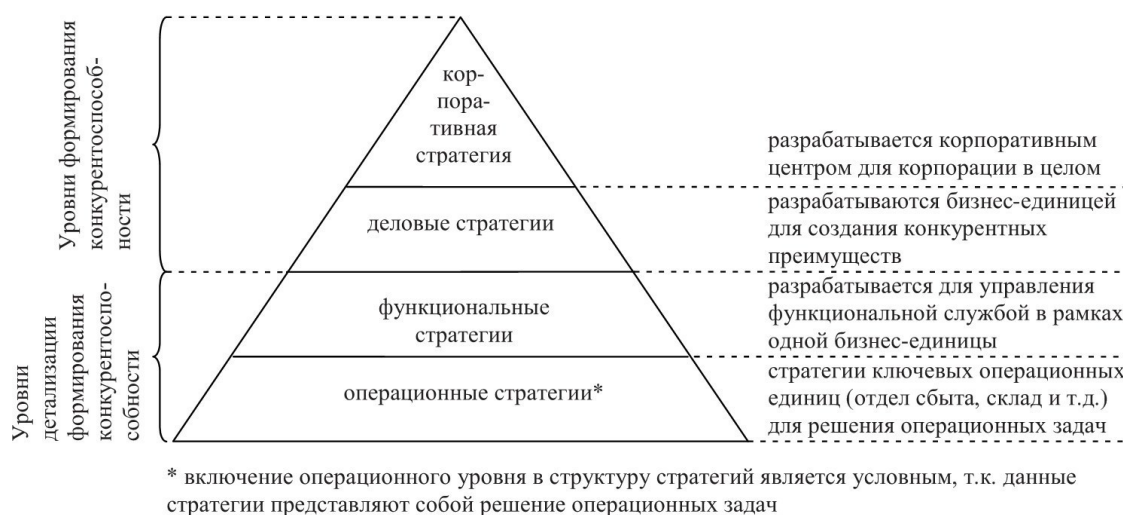 Уровни формирования
конкурентоспособ-
ности
кор-
пора-
тивная
стратегия
разрабатывается корпоративным
центром для корпорации в целом
деловые стратегии
разрабатываются бизнес-единицей
для создания конкурентных
преимуществ
Уровни
детализации
формирования
конкурентоспо-
собности
функциональные
стратегии
разрабатывается для управления
функциональной службой в рамках
одной бизнес-единицы
операционные стратегии*
стратегии ключевых операционных
единиц (отдел сбыта, склад и т.д.)
для решения операционных задач
* включение операционного уровня в структуру стратегий является условным, т.к. данные
стратегии представляют собой решение операционных задач